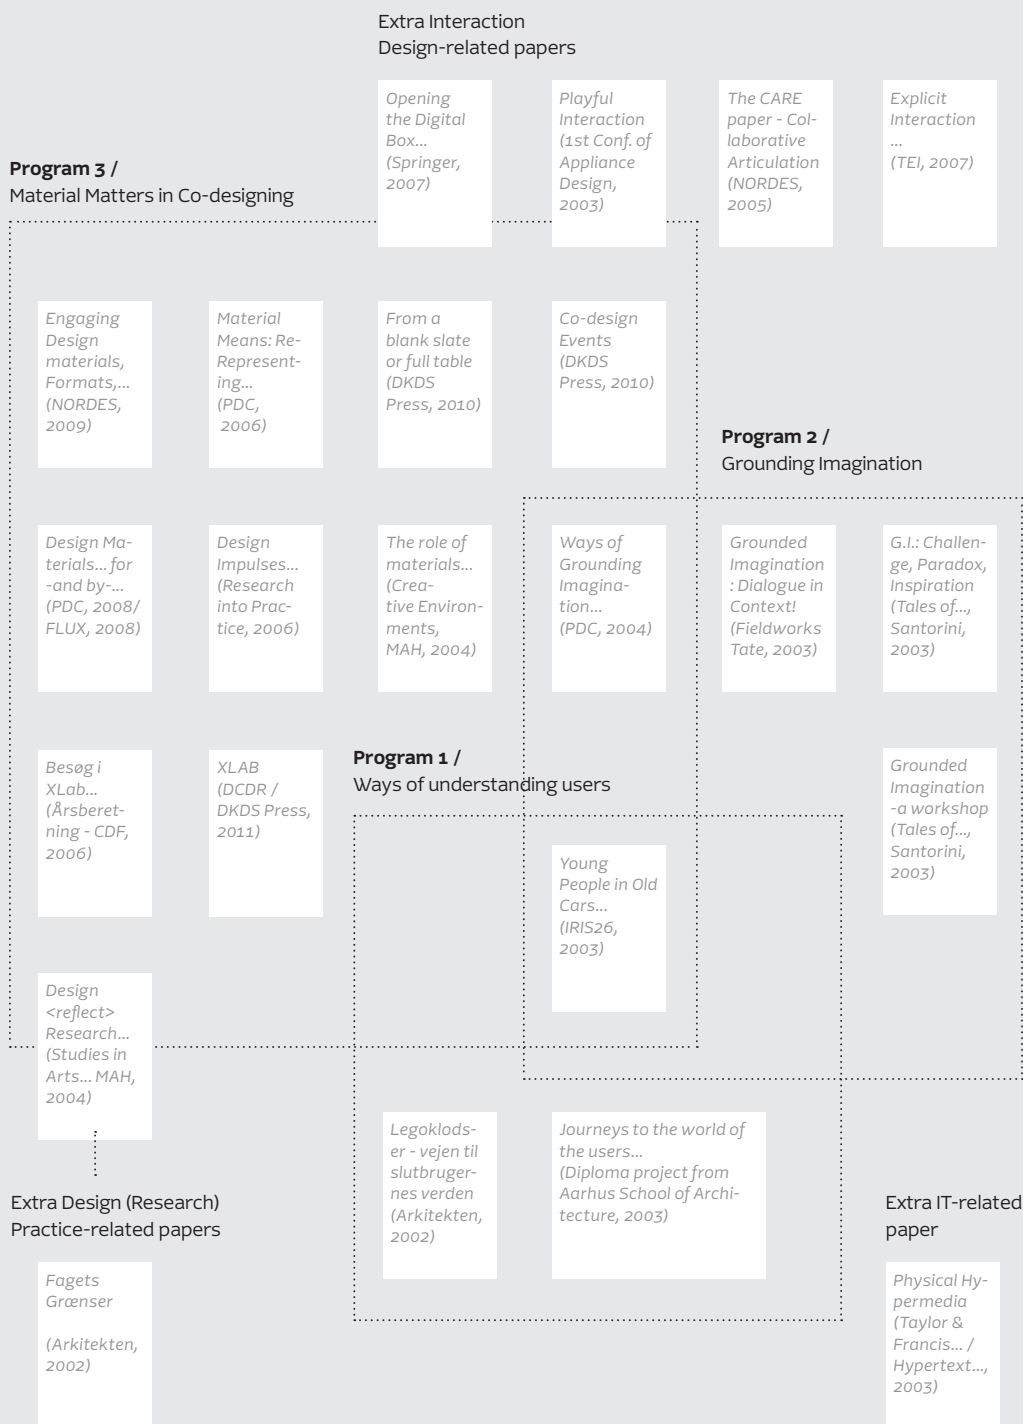 Extra Interaction
Design-related papers
Opening
the Digital
Box...
(Springer,
2007)
Playful
Interaction
(1st Conf. of
Appliance
Design,
2003)
The CARE
paper - Col-
laborative
Articulation
(NORDES,
2005)
Explicit
Interaction
...
(TEI, 2007)
Program 3 /
Material Matters in Co-designing
Engaging
Design
materials,
Formats,...
(NORDES,
2009)
Material
Means: Re-
Represent-
ing...
(PDC,
2006)
From a
blank slate
or full table
(DKDS
Press, 2010)
Co-design
Events
(DKDS
Press, 2010)
Program 2 /
Grounding Imagination
Design Ma-
terials... for
-and by-...
(PDC, 2008/
FLUX, 2008)
Design
Impulses...
(Research
into Prac-
tice, 2006)
The role of
materials...
(Crea-
tive Environ-
ments,
MAH, 2004)
Ways of
Grounding
Imagina-
tion...
(PDC, 2004)
Grounded
Imagination
: Dialogue in
Context!
(Fieldworks
Tate, 2003)
G.I.: Challen-
ge, Paradox,
Inspiration
(Tales of...,
Santorini,
2003)
Besøg i
XLab...
(Årsberet-
ning - CDF,
2006)
XLAB
(DCDR /
DKDS Press,
2011)
Program 1 /
Ways of understanding users
Grounded
Imagination
-a workshop
(Tales of...,
Santorini,
2003)
Young
People in Old
Cars...
(IRIS26,
2003)
Design
<reflect>
Research...
(Studies in
Arts... MAH,
2004)
Legoklods-
er - vejen til
slutbruger-
nes verden
(Arkitekten,
2002)
Journeys to the world of
the users...
(Diploma project from
Aarhus School of Archi-
tecture, 2003)
Extra Design (Research)
Practice-related papers
Extra IT-related
paper
Fagets
Grænser
(Arkitekten,
2002)
Physical Hy-
permedia
(Taylor &
Francis... /
Hypertext...,
2003)